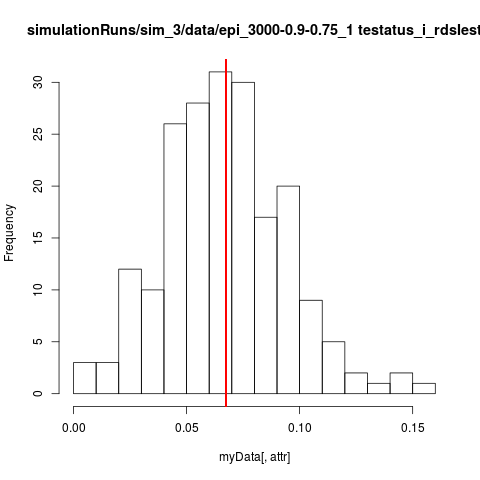 simulationRuns/sim_3/data/epi_3000-0.9-0.75_1 testatus_i_rdslest
Frequency
30
25
20
15
10
5
0
0.00 0.05 0.10 0.15
myData[, attr]